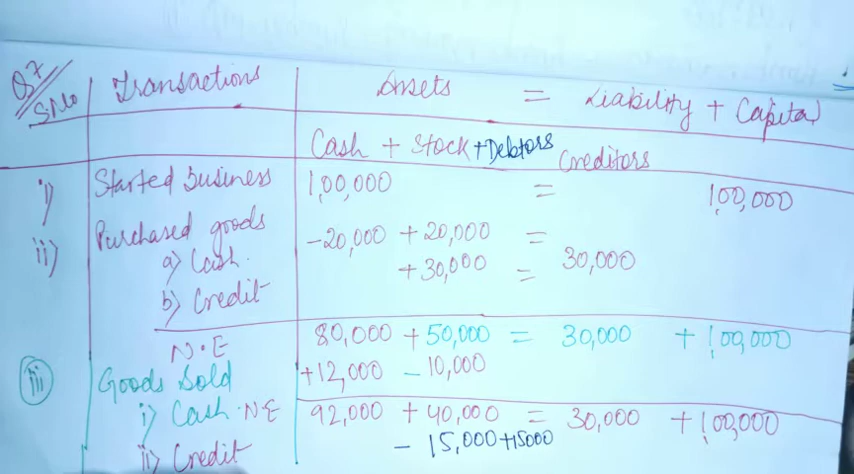 Q7
S.No Transactions Assets = Liability + Capital
Cash + Stock + Debtors Creditors
i) Started business 1,00,000 = 1,00,000
ii) Purchased goods
a) Cash. -20,000 + 20,000 =
b) Credit +30,000 = 30,000
N.E 80,000 + 50,000 = 30,000 + 1,00,000
iii) Goods Sold +12,000 - 10,000
i) Cash.N.E 92,000 + 40,000 = 30,000 + 1,00,000
ii) Credit - 15,000 +15000